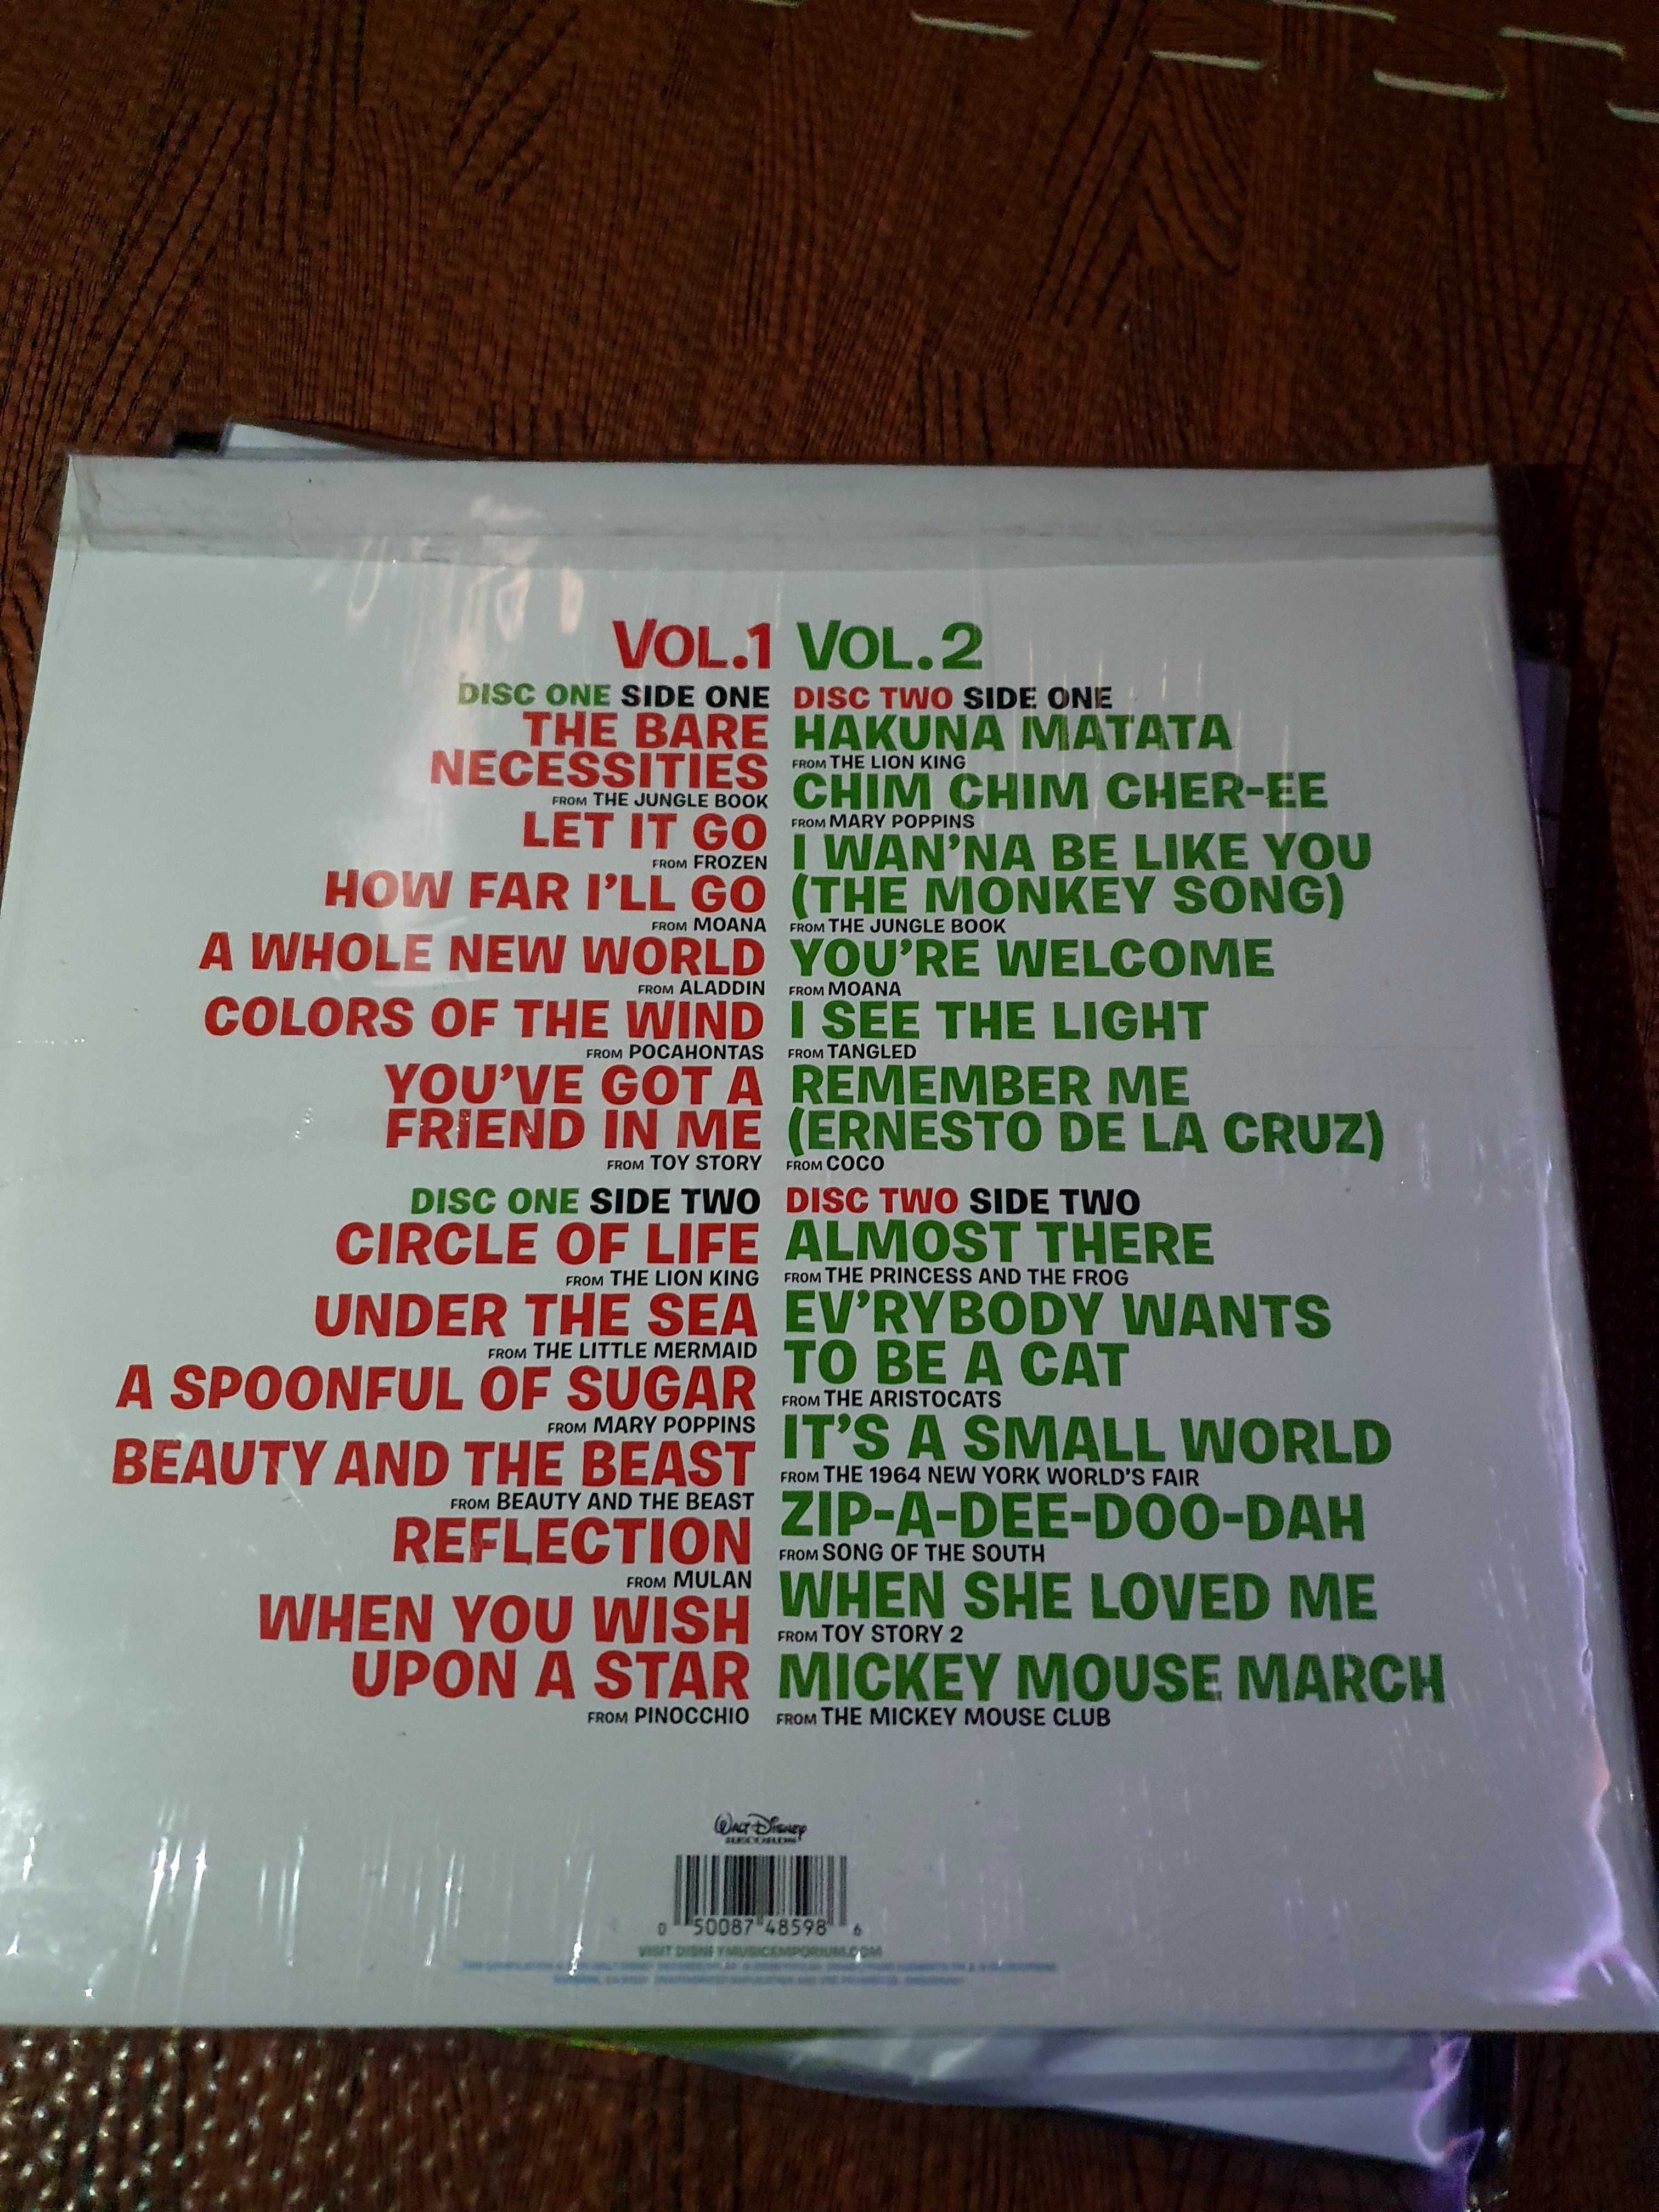 VOL.1
DISC ONE SIDE ONE
THE BARE
NECESSITIES
FROM THE JUNGLE BOOK
LET IT GO
FROM FROZEN
HOW FAR I'LL GO
FROM MOANA
A WHOLE NEW WORLD
FROM ALADDIN
COLORS OF THE WIND
FROM POCAHONTAS
YOU'VE GOT A
FRIEND IN ME
FROM TOY STORY
DISC ONE SIDE TWO
CIRCLE OF LIFE
FROM THE LION KING
UNDER THE SEA
FROM THE LITTLE MERMAID
A SPOONFUL OF SUGAR
FROM MARY POPPINS
BEAUTY AND THE BEAST
FROM BEAUTY AND THE BEAST
REFLECTION
FROM MULAN
WHEN YOU WISH
UPON A STAR
FROM PINOCCHIO
VOL.2
DISC TWO SIDE ONE
HAKUNA MATATA
FROM THE LION KING
CHIM CHIM CHER-EE
FROM MARY POPPINS
I WAN'NA BE LIKE YOU
(THE MONKEY SONG)
FROM THE JUNGLE BOOK
YOU'RE WELCOME
FROM MOANA
I SEE THE LIGHT
FROM TANGLED
REMEMBER ME
(ERNESTO DE LA CRUZ)
FROM COCO
DISC TWO SIDE TWO
ALMOST THERE
FROM THE PRINCESS AND THE FROG
EV'RYBODY WANTS
TO BE A CAT
FROM THE ARISTOCATS
IT'S A SMALL WORLD
FROM THE 1964 NEW YORK WORLD'S FAIR
ZIP-A-DEE-DOO-DAH
FROM SONG OF THE SOUTH
WHEN SHE LOVED ME
FROM TOY STORY 2
MICKEY MOUSE MARCH
FROM THE MICKEY MOUSE CLUB
WALT DISNEY
RECORDS
0 50087 48598 6
VISIT DISNEYMUSICEMPORIUM.COM